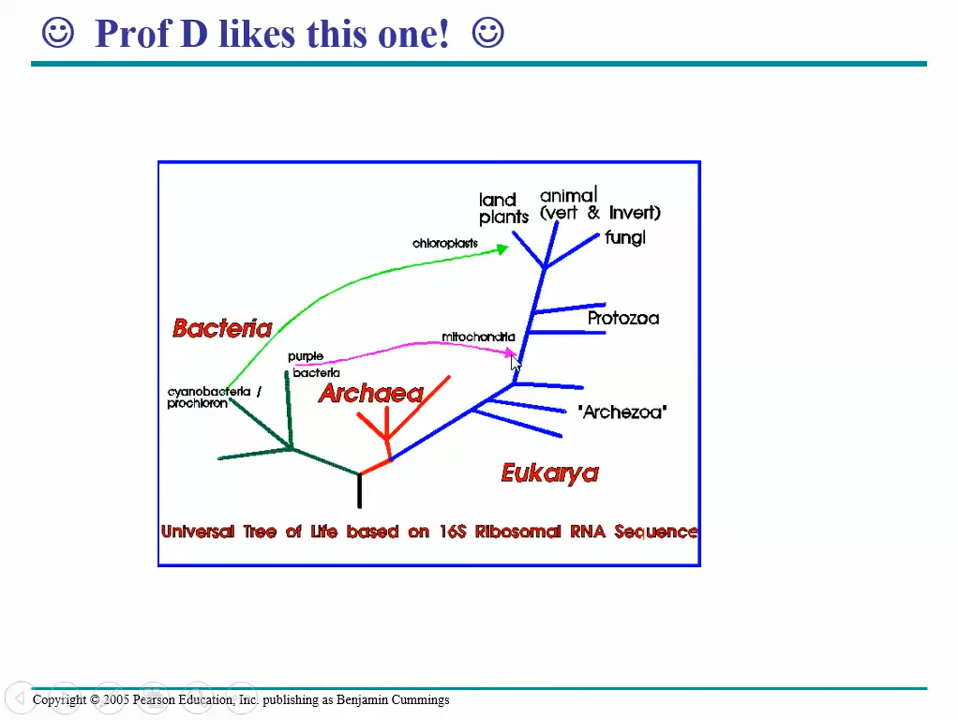 ☺ Prof D likes this one! ☺
land
plants
animal
(vert & invert)
fungi
chloroplasts
Protozoa
Bacteria
mitochondria
purple
bacteria
cyanobacteria /
prochloron
Archaea
"Archezoa"
Eukarya
Universal Tree of Life based on 16S Ribosomal RNA Sequence
Copyright © 2005 Pearson Education, Inc. publishing as Benjamin Cummings